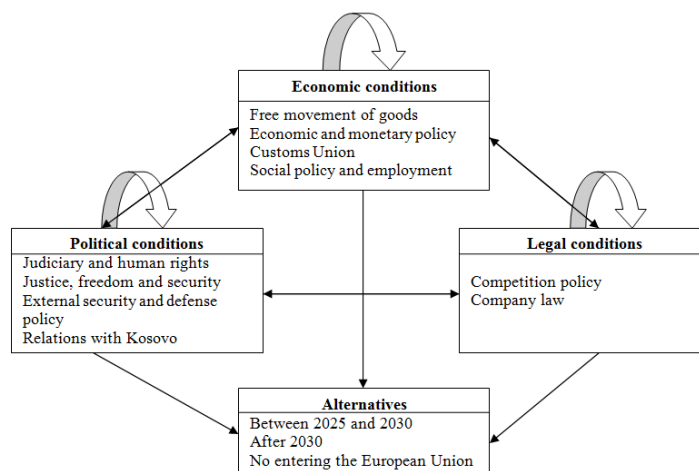 Economic conditions
Free movement of goods
Economic and monetary policy
Customs Union
Social policy and employment
Political conditions
Judiciary and human rights
Justice, freedom and security
External security and defense
policy
Relations with Kosovo
Legal conditions
Competition policy
Company law
Alternatives
Between 2025 and 2030
After 2030
No entering the European Union